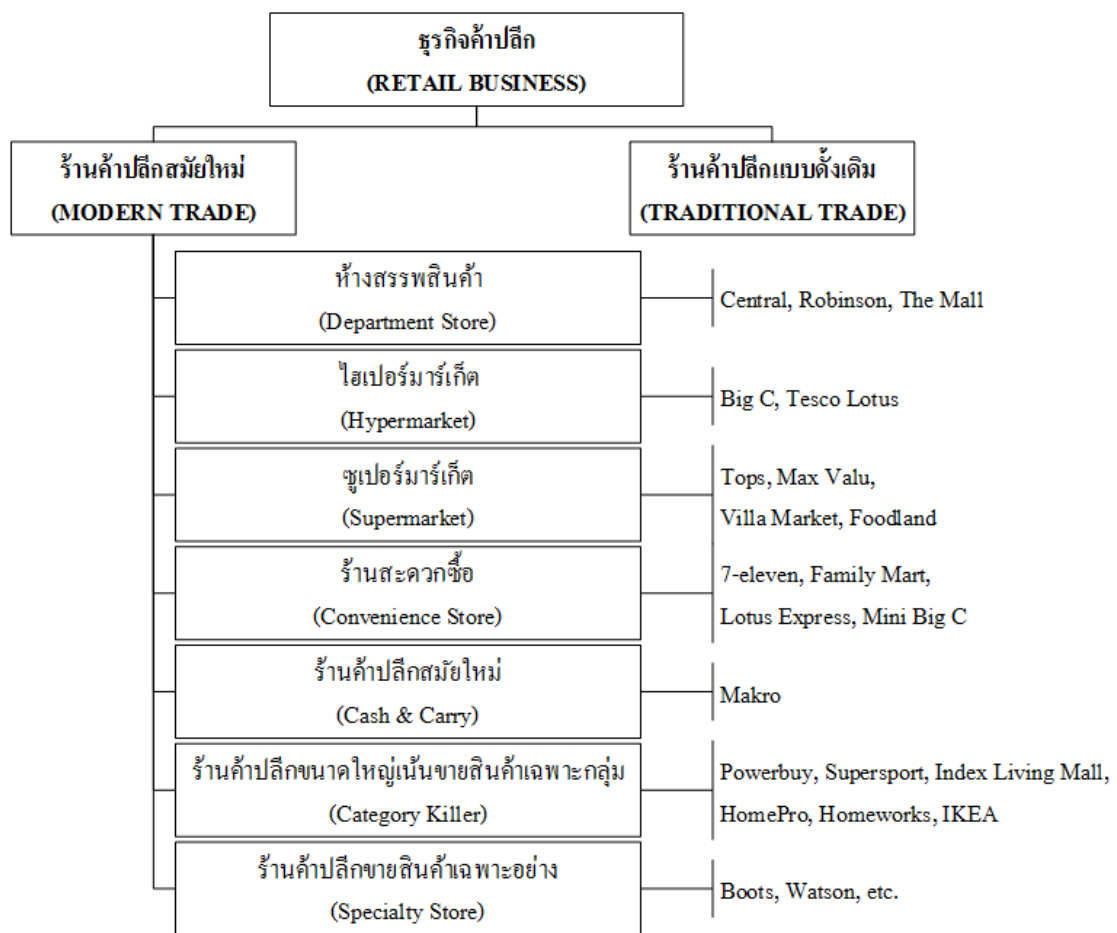 ธุรกิจค้าปลีก
(RETAIL BUSINESS)
ร้านค้าปลีกสมัยใหม่
(MODERN TRADE)
ร้านค้าปลีกแบบดั้งเดิม
(TRADITIONAL TRADE)
ห้างสรรพสินค้า
(Department Store)
Central, Robinson, The Mall
ไฮเปอร์มาร์เก็ต
(Hypermarket)
Big C, Tesco Lotus
ซูเปอร์มาร์เก็ต
(Supermarket)
Tops, Max Valu,
Villa Market, Foodland
ร้านสะดวกซื้อ
(Convenience Store)
7-eleven, Family Mart,
Lotus Express, Mini Big C
ร้านค้าปลีกสมัยใหม่
(Cash & Carry)
Makro
ร้านค้าปลีกขนาดใหญ่เน้นขายสินค้าเฉพาะกลุ่ม
(Category Killer)
Powerbuy, Supersport, Index Living Mall,
HomePro, Homeworks, IKEA
ร้านค้าปลีกขายสินค้าเฉพาะอย่าง
(Specialty Store)
Boots, Watson, etc.